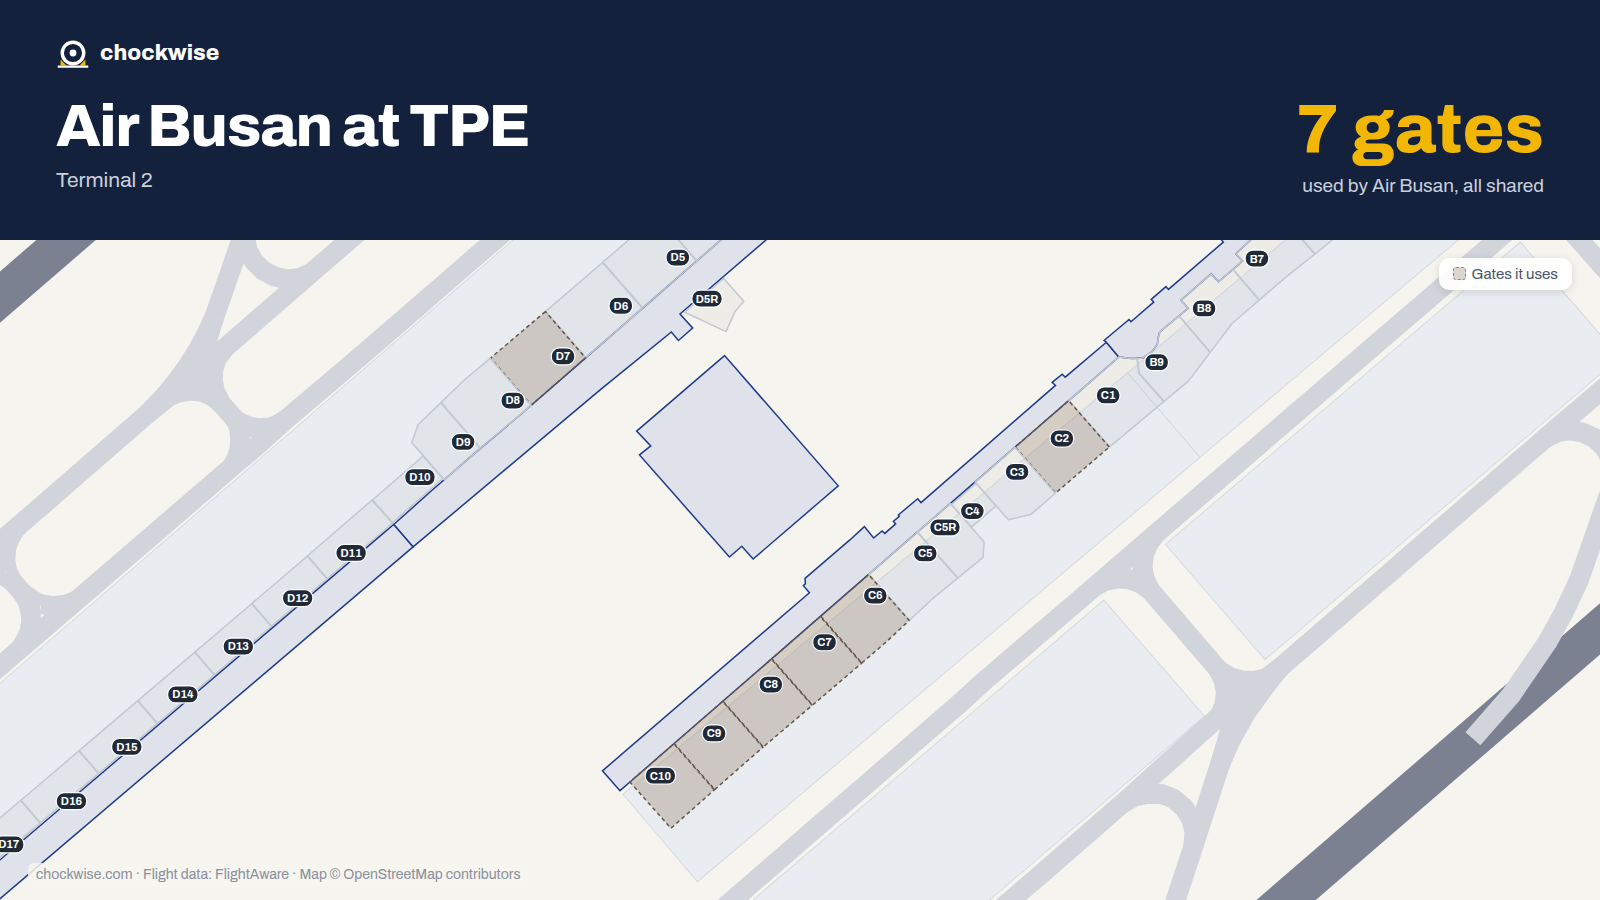 chockwise
Air Busan at TPE
Terminal 2
7 gates
used by Air Busan, all shared
Gates it uses
D5
D5R
D6
D7
D8
D9
D10
D11
D12
D13
D14
D15
D16
D17
B7
B8
B9
C1
C2
C3
C4
C5R
C5
C6
C7
C8
C9
C10
chockwise.com · Flight data: FlightAware · Map © OpenStreetMap contributors